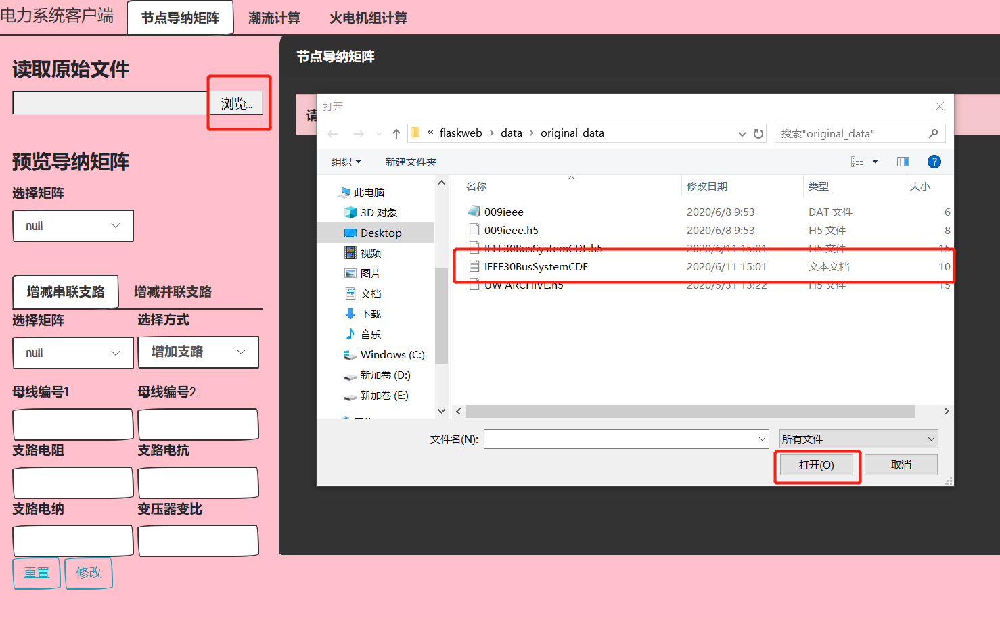 电力系统客户端 节点导纳矩阵 潮流计算 火电机组计算
读取原始文件
浏览...
预览导纳矩阵
选择矩阵
null
增减串联支路 增减并联支路
选择矩阵 选择方式
null 增加支路
母线编号1 母线编号2
支路电阻 支路电抗
支路电纳 变压器变比
重置 修改
节点导纳矩阵
请
打开
« flaskweb › data › original_data
搜索"original_data"
组织 新建文件夹
此电脑
3D 对象
Desktop
视频
图片
文档
下载
音乐
Windows (C:)
新加卷 (D:)
新加卷 (E:)
名称 修改日期 类型 大小
009ieee 2020/6/8 9:53 DAT 文件 6
009ieee.h5 2020/6/8 9:53 H5 文件 8
IEEE30BusSystemCDF.h5 2020/6/11 15:01 H5 文件 15
IEEE30BusSystemCDF 2020/6/11 15:01 文本文档 10
UW ARCHIVE.h5 2020/5/31 13:22 H5 文件 15
文件名(N): 所有文件
打开(O) 取消